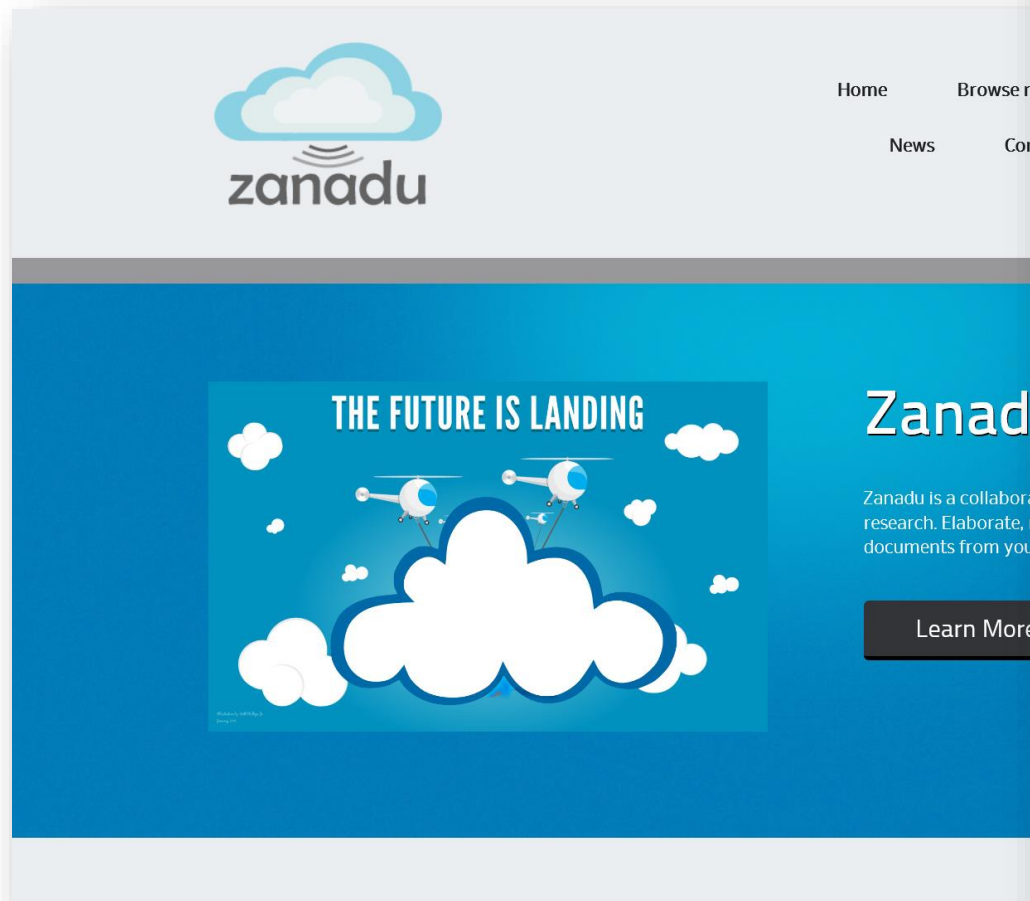 zanadu
Home Browse
News
THE FUTURE IS LANDING
Zanad
Zanadu is a collabora
research. Elaborate,
documents from you
Learn More